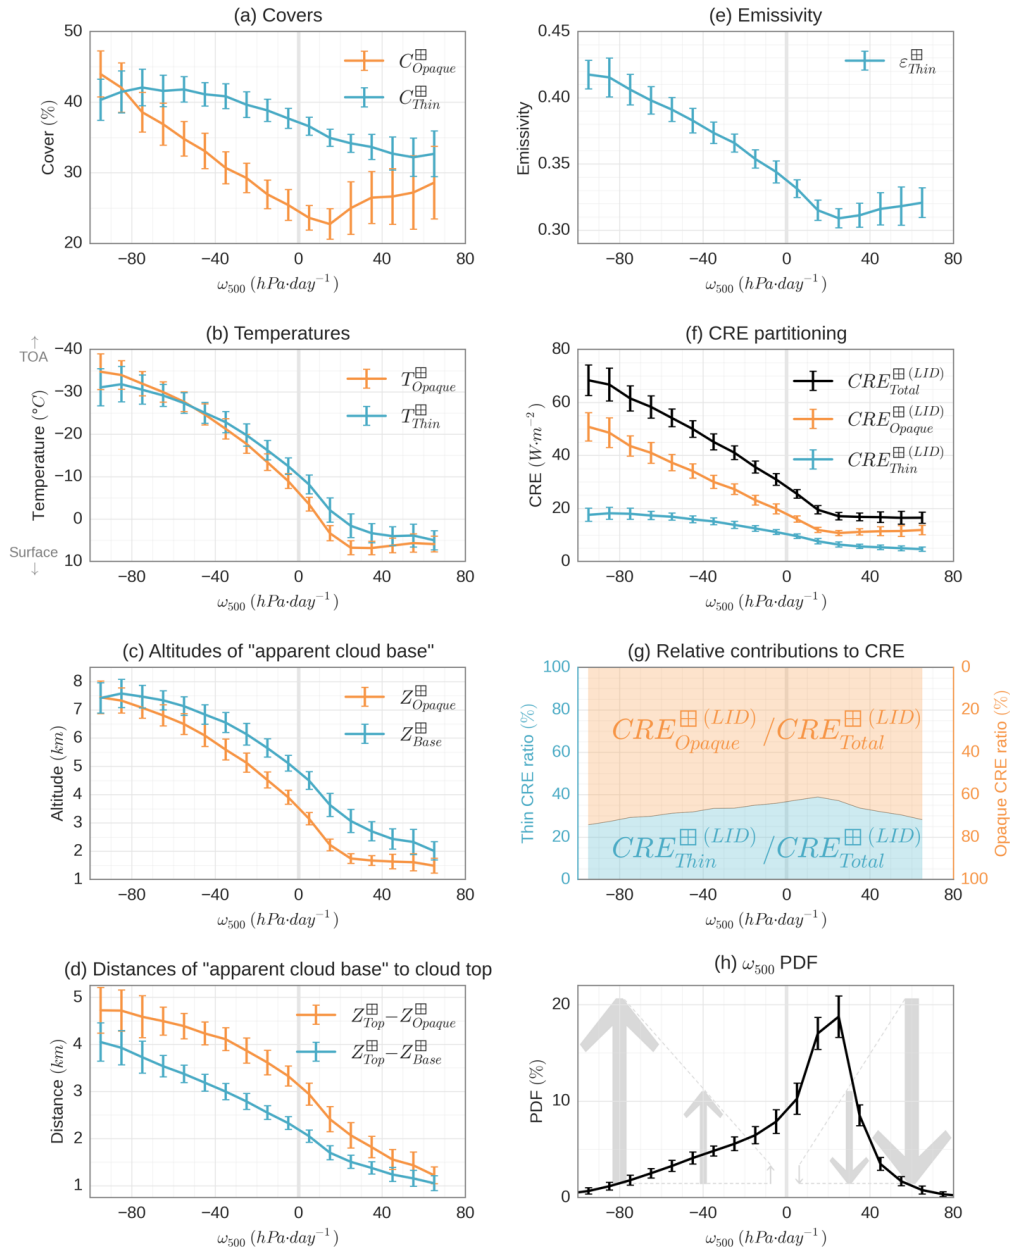 (a) Covers
50
40
30
20
Cover (%)
C⊞Opaque
C⊞Thin
−80 −40 0 40 80
ω500 (hPa·day−1)
(e) Emissivity
0.45
0.40
0.35
0.30
Emissivity
ε⊞Thin
−80 −40 0 40 80
ω500 (hPa·day−1)
(b) Temperatures
↑
TOA
Surface
↓
−40
−30
−20
−10
0
10
Temperature (°C)
T⊞Opaque
T⊞Thin
−80 −40 0 40 80
ω500 (hPa·day−1)
(f) CRE partitioning
80
60
40
20
0
CRE (W·m−2)
CRE⊞(LID)Total
CRE⊞(LID)Opaque
CRE⊞(LID)Thin
−80 −40 0 40 80
ω500 (hPa·day−1)
(c) Altitudes of "apparent cloud base"
8
7
6
5
4
3
2
1
Altitude (km)
Z⊞Opaque
Z⊞Base
−80 −40 0 40 80
ω500 (hPa·day−1)
(g) Relative contributions to CRE
100
80
60
40
20
0
Thin CRE ratio (%)
CRE⊞(LID)Opaque/CRE⊞(LID)Total
CRE⊞(LID)Thin/CRE⊞(LID)Total
0
20
40
60
80
100
Opaque CRE ratio (%)
−80 −40 0 40 80
ω500 (hPa·day−1)
(d) Distances of "apparent cloud base" to cloud top
5
4
3
2
1
Distance (km)
Z⊞Top−Z⊞Opaque
Z⊞Top−Z⊞Base
−80 −40 0 40 80
ω500 (hPa·day−1)
(h) ω500 PDF
20
10
0
PDF (%)
−80 −40 0 40 80
ω500 (hPa·day−1)